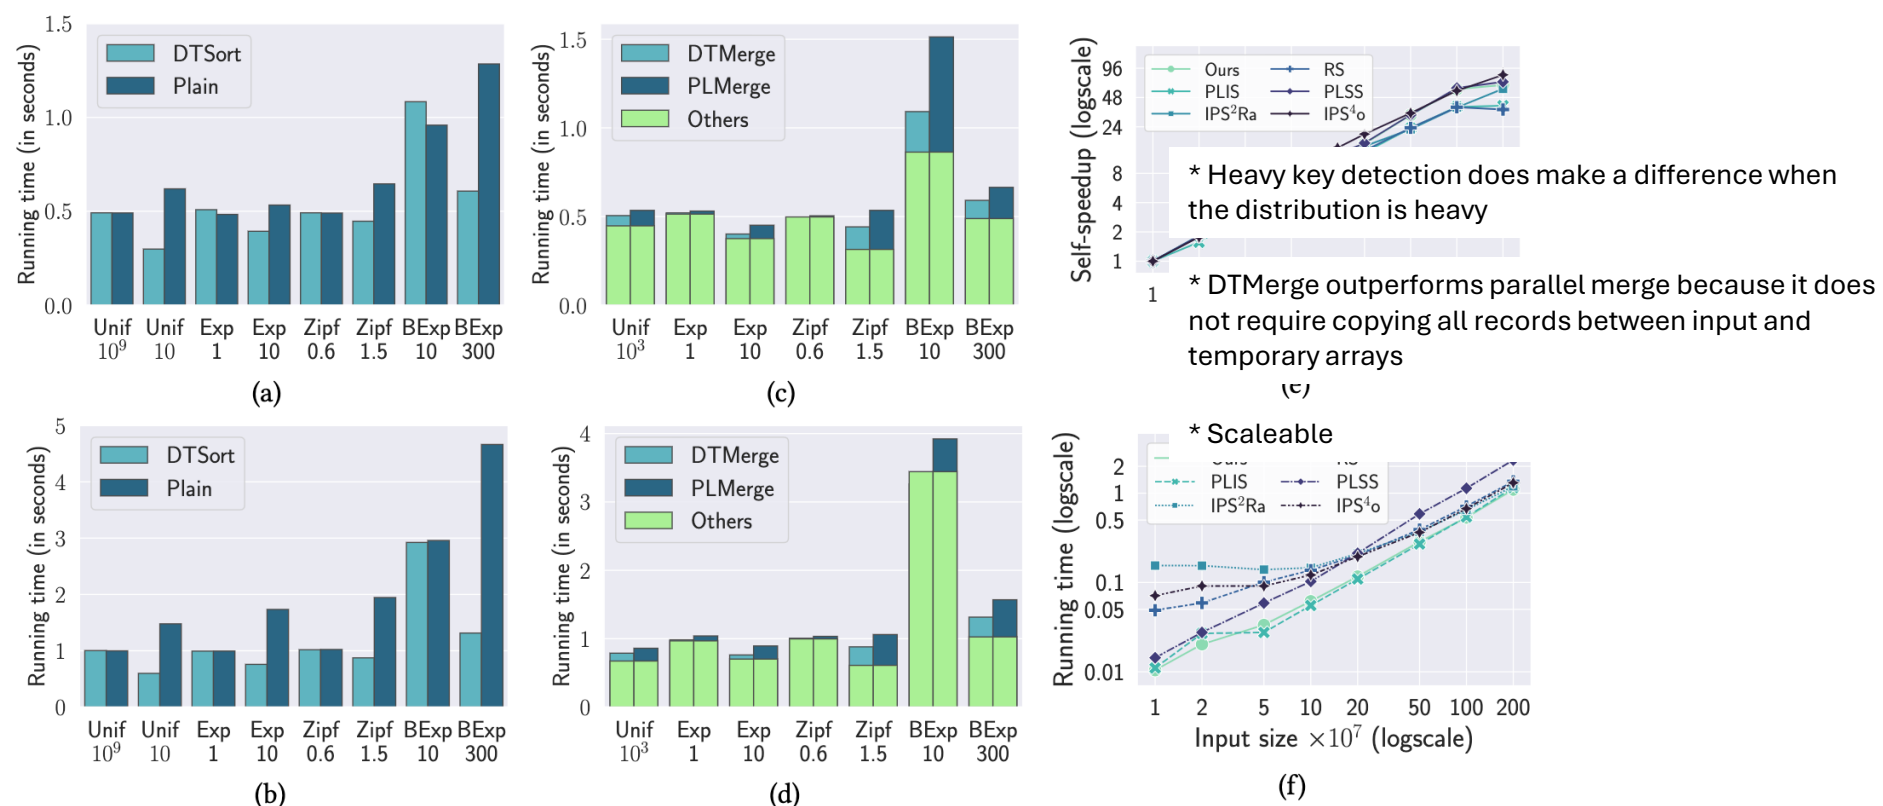 1.5
1.0
0.5
0.0
Running time (in seconds)
DTSort
Plain
Unif Unif Exp Exp Zipf Zipf BExp BExp
10⁹ 10 1 10 0.6 1.5 10 300
(a)
1.5
1.0
0.5
0.0
Running time (in seconds)
DTMerge
PLMerge
Others
Unif Exp Exp Zipf Zipf BExp BExp
10³ 1 10 0.6 1.5 10 300
(c)
96
48
24
8
4
2
1
Self-speedup (logscale)
Ours RS
PLIS PLSS
IPS²Ra IPS⁴o
1
* Heavy key detection does make a difference when
the distribution is heavy
* DTMerge outperforms parallel merge because it does
not require copying all records between input and
temporary arrays
(e)
5
4
3
2
1
0
Running time (in seconds)
DTSort
Plain
Unif Unif Exp Exp Zipf Zipf BExp BExp
10⁹ 10 1 10 0.6 1.5 10 300
(b)
4
3
2
1
0
Running time (in seconds)
DTMerge
PLMerge
Others
Unif Exp Exp Zipf Zipf BExp BExp
10³ 1 10 0.6 1.5 10 300
(d)
* Scaleable
2
1
0.5
0.1
0.05
0.01
Running time (logscale)
Ours RS
PLIS PLSS
IPS²Ra IPS⁴o
1 2 5 10 20 50 100 200
Input size ×10⁷ (logscale)
(f)